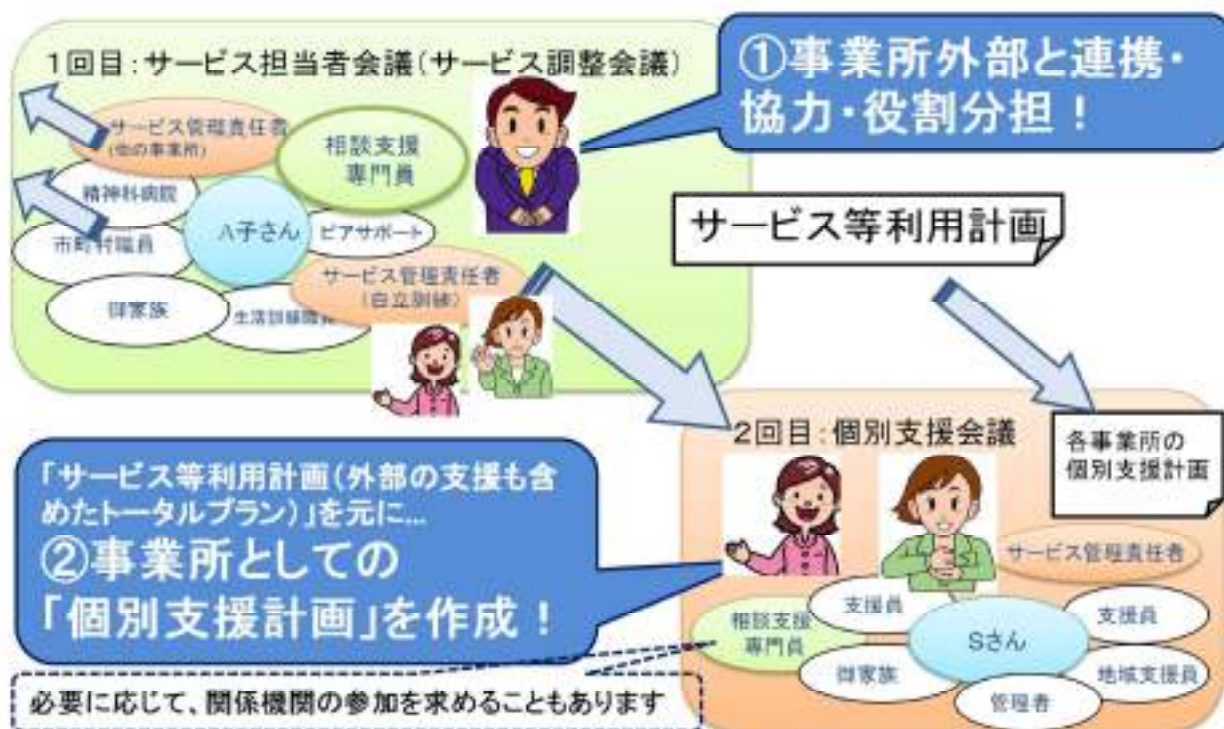 1回目:サービス担当者会議(サービス調整会議)
①事業所外部と連携・
協力・役割分担!
サービス管理責任者
(他の事業所)
相談支援
専門員
精神科病院
A子さん
ピアサポート
市町村職員
サービス管理責任者
(自立訓練)
御家族
生活訓練職員
サービス等利用計画
2回目:個別支援会議
各事業所の
個別支援計画
「サービス等利用計画(外部の支援も含
めたトータルプラン)」を元に...
②事業所としての
「個別支援計画」を作成!
サービス管理責任者
支援員
支援員
相談支援
専門員
Sさん
御家族
地域支援員
管理者
必要に応じて、関係機関の参加を求めることもあります